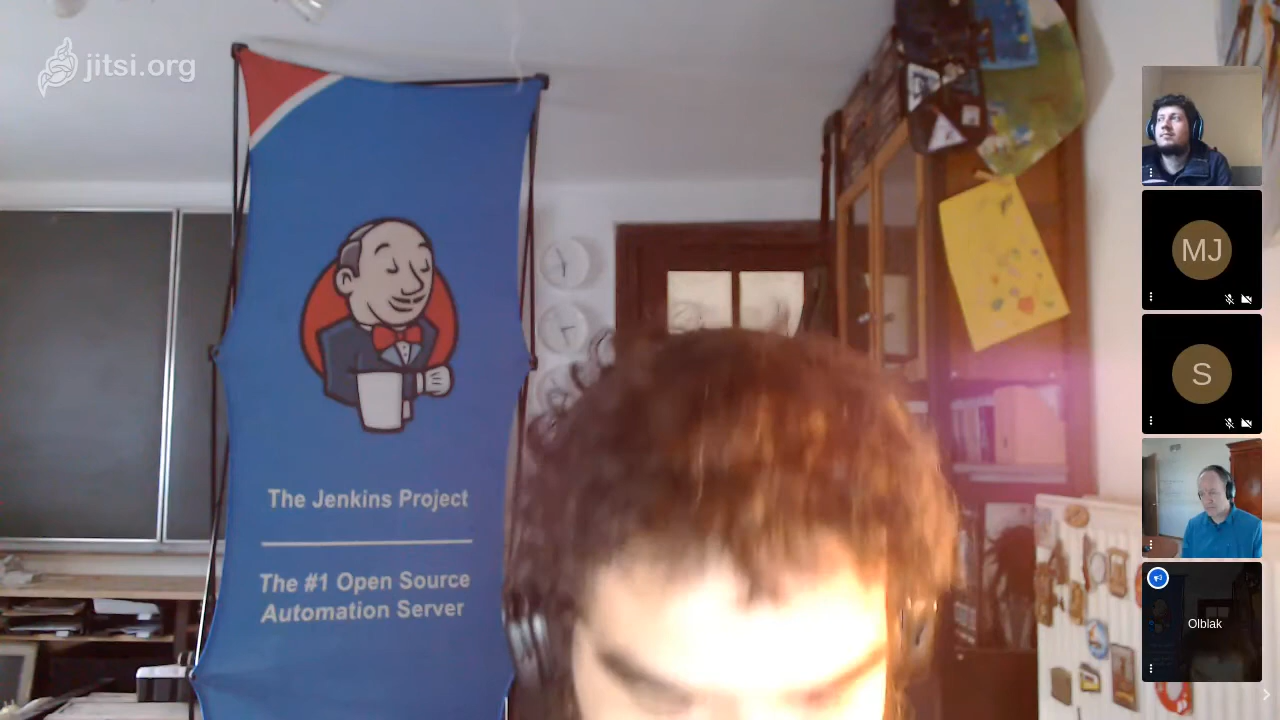 jitsi.org
The Jenkins Project
The #1 Open Source
Automation Server
MJ
S
Olblak